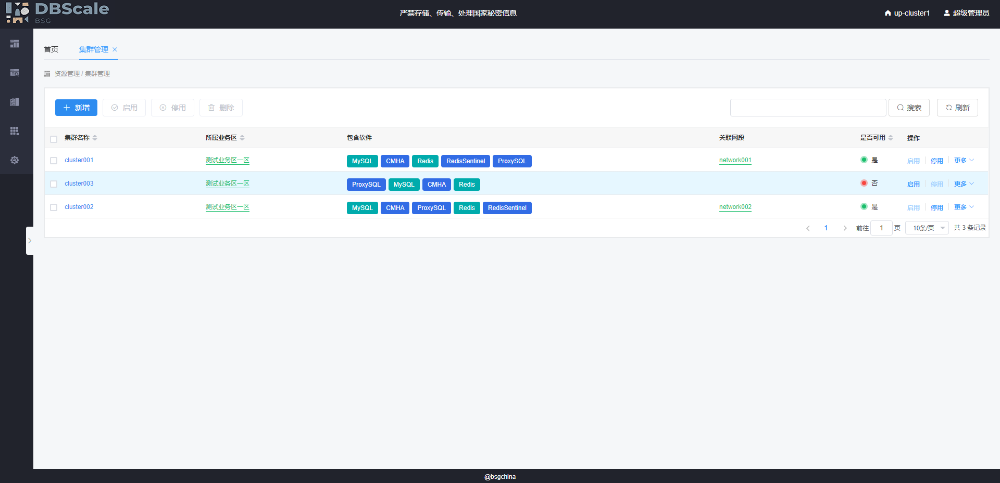 DBScale
BSG
严禁存储、传输、处理国家秘密信息
up-cluster1 超级管理员
首页 集群管理
资源管理 / 集群管理
新增 启用 停用 删除 搜索 刷新
集群名称 所属业务区 包含软件 关联网段 是否可用 操作
cluster001 测试业务区一区 MySQL CMHA Redis RedisSentinel ProxySQL network001 是 启用 停用 更多
cluster003 测试业务区一区 ProxySQL MySQL CMHA Redis 否 启用 停用 更多
cluster002 测试业务区一区 MySQL CMHA ProxySQL Redis RedisSentinel network002 是 启用 停用 更多
1 前往 1 页 10条/页 共 3 条记录
@bsgchina